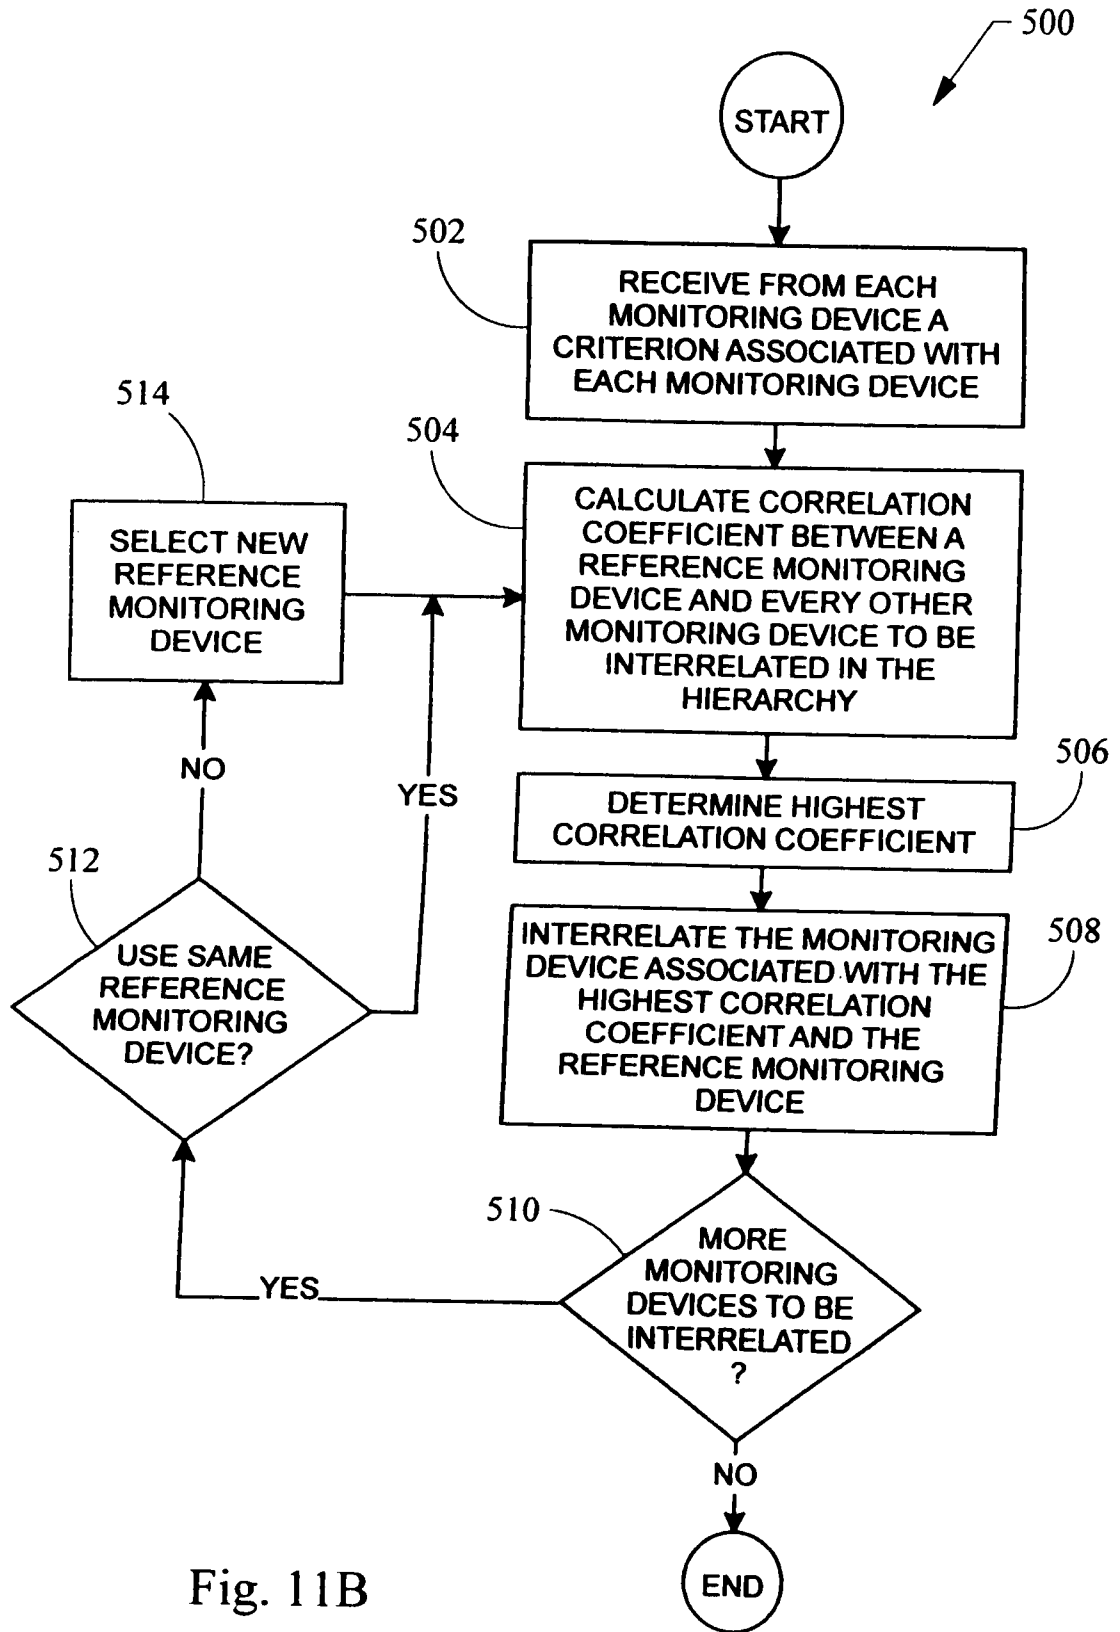 500
START
502
RECEIVE FROM EACH
MONITORING DEVICE A
CRITERION ASSOCIATED WITH
EACH MONITORING DEVICE
514
504
SELECT NEW
REFERENCE
MONITORING
DEVICE
CALCULATE CORRELATION
COEFFICIENT BETWEEN A
REFERENCE MONITORING
DEVICE AND EVERY OTHER
MONITORING DEVICE TO BE
INTERRELATED IN THE
HIERARCHY
NO
YES
506
DETERMINE HIGHEST
CORRELATION COEFFICIENT
512
USE SAME
REFERENCE
MONITORING
DEVICE?
508
INTERRELATE THE MONITORING
DEVICE ASSOCIATED WITH THE
HIGHEST CORRELATION
COEFFICIENT AND THE
REFERENCE MONITORING
DEVICE
510
MORE
MONITORING
DEVICES TO BE
INTERRELATED
?
YES
NO
END
Fig. 11B